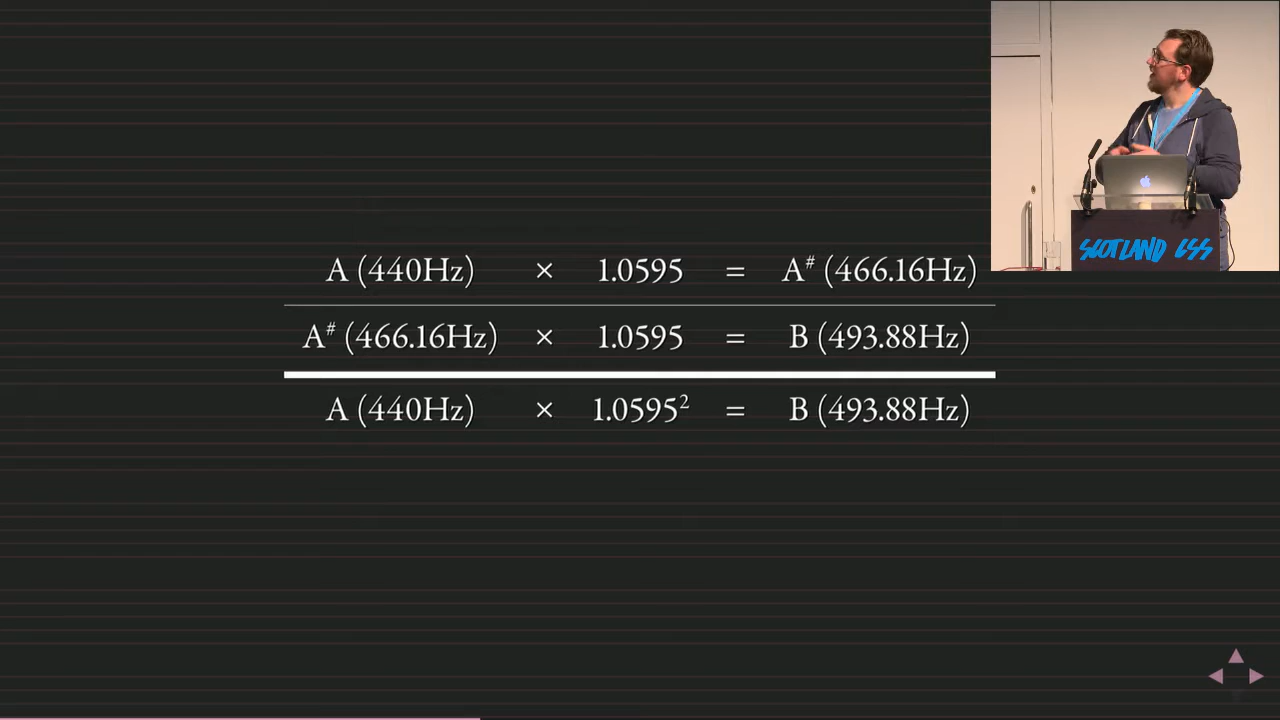 A (440Hz) × 1.0595 = A# (466.16Hz)
A# (466.16Hz) × 1.0595 = B (493.88Hz)
A (440Hz) × 1.0595² = B (493.88Hz)
SCOTLAND CSS